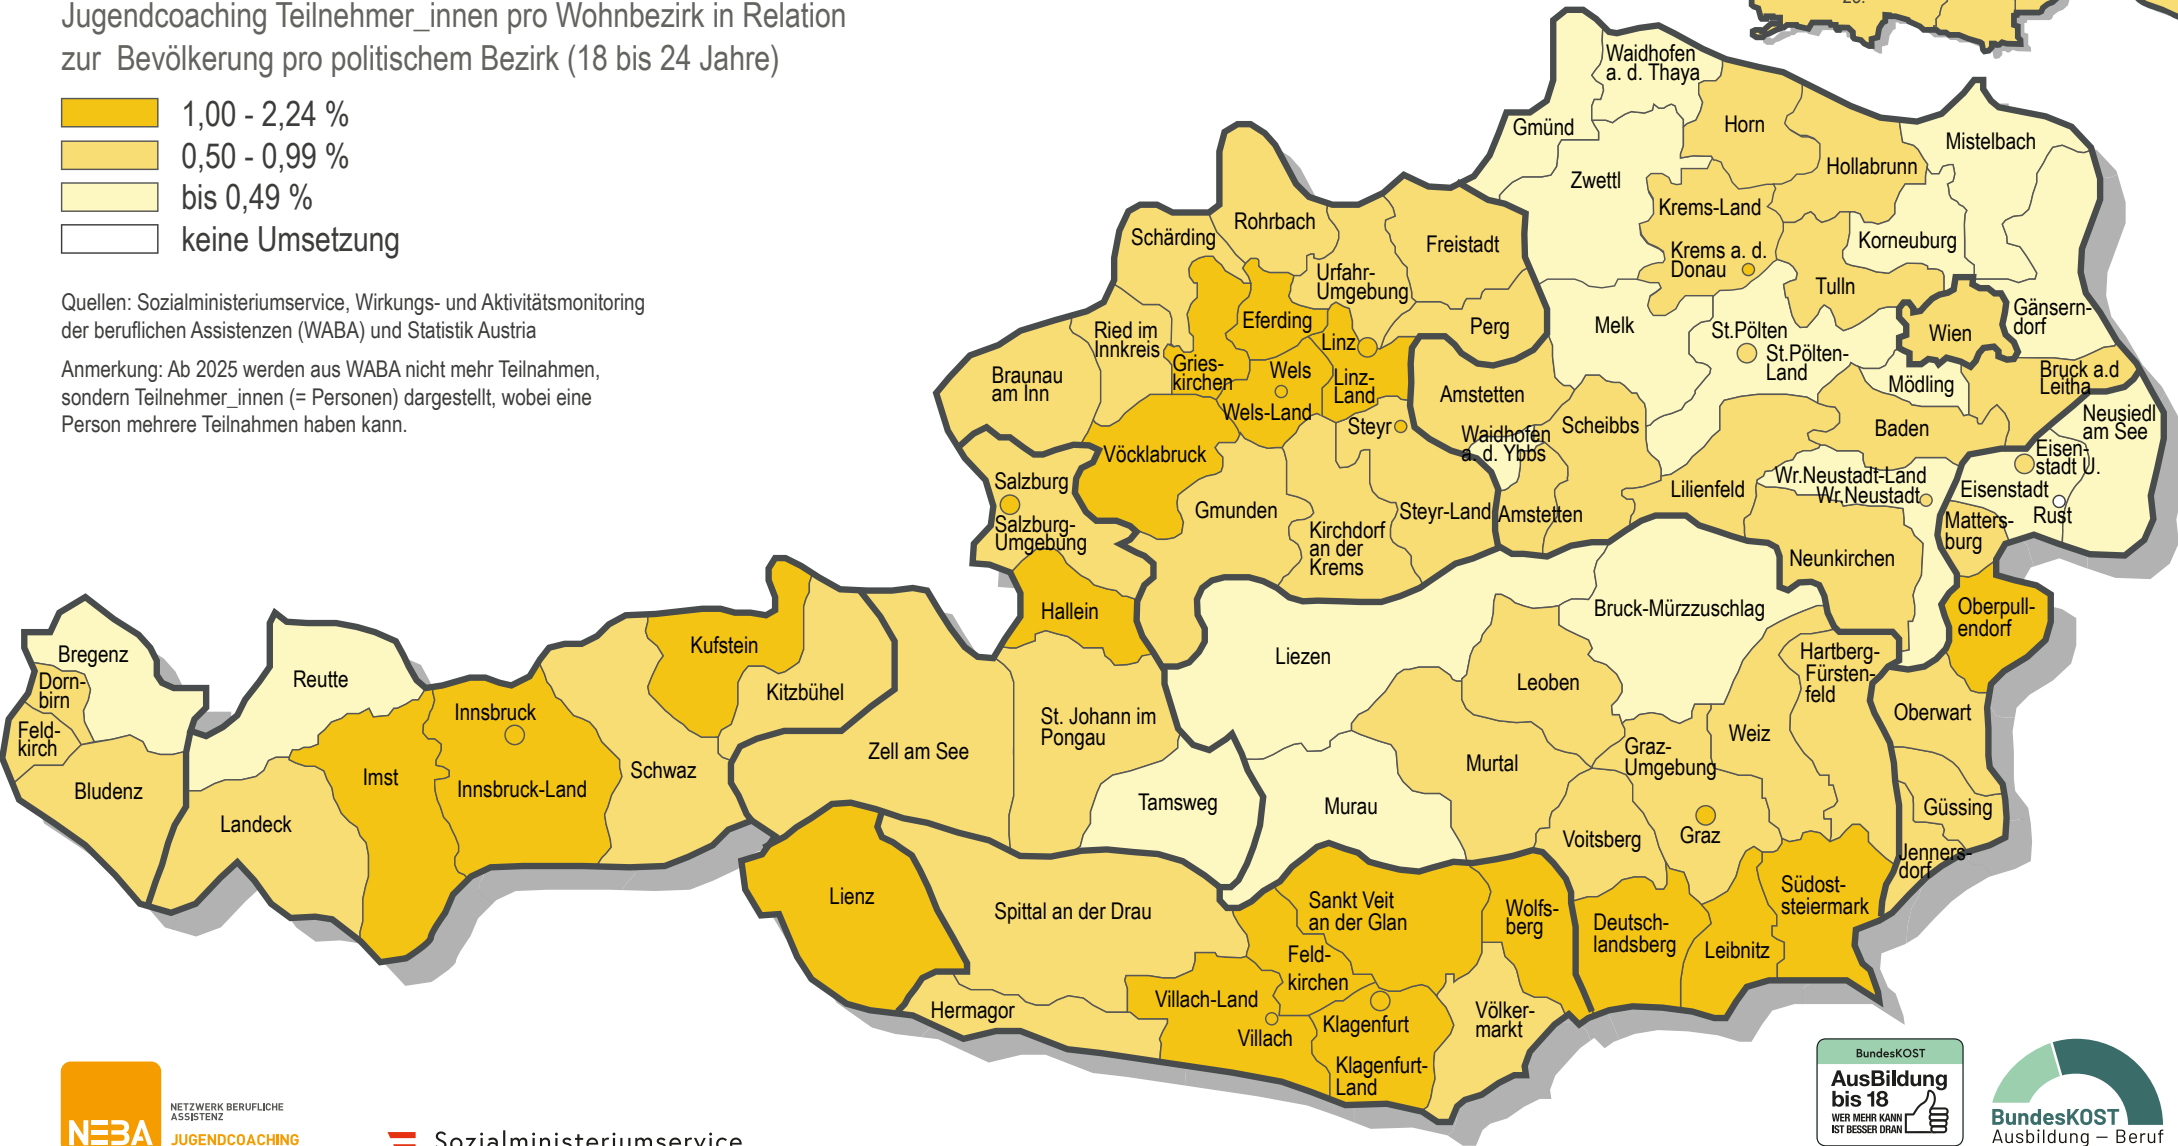 Jugendcoaching Teilnehmer_innen pro Wohnbezirk in Relation
zur Bevölkerung pro politischem Bezirk (18 bis 24 Jahre)
1,00 - 2,24 %
0,50 - 0,99 %
bis 0,49 %
keine Umsetzung
Quellen: Sozialministeriumservice, Wirkungs- und Aktivitätsmonitoring
der beruflichen Assistenzen (WABA) und Statistik Austria
Anmerkung: Ab 2025 werden aus WABA nicht mehr Teilnahmen,
sondern Teilnehmer_innen (= Personen) dargestellt, wobei eine
Person mehrere Teilnahmen haben kann.
Waidhofen
a. d. Thaya
Gmünd
Horn
Mistelbach
Zwettl
Hollabrunn
Krems-Land
Krems a. d.
Donau
Korneuburg
Tulln
Gänsern-
dorf
Wien
Melk
St.Pölten
St.Pölten-
Land
Mödling
Bruck a.d
Leitha
Baden
Neusiedl
am See
Eisen-
stadt U.
Eisenstadt
Rust
Wr.Neustadt-Land
Wr.Neustadt
Matters-
burg
Neunkirchen
Lilienfeld
Scheibbs
Amstetten
Waidhofen
a. d. Ybbs
Amstetten
Rohrbach
Schärding
Freistadt
Urfahr-
Umgebung
Perg
Eferding
Linz
Linz-
Land
Ried im
Innkreis
Gries-
kirchen
Wels
Wels-Land
Braunau
am Inn
Steyr
Steyr-Land
Vöcklabruck
Gmunden
Kirchdorf
an der
Krems
Salzburg
Salzburg-
Umgebung
Hallein
St. Johann im
Pongau
Zell am See
Tamsweg
Bregenz
Dorn-
birn
Feld-
kirch
Bludenz
Reutte
Landeck
Imst
Innsbruck
Innsbruck-Land
Schwaz
Kufstein
Kitzbühel
Lienz
Liezen
Bruck-Mürzzuschlag
Leoben
Murtal
Murau
Graz-
Umgebung
Graz
Weiz
Hartberg-
Fürsten-
feld
Voitsberg
Deutsch-
landsberg
Leibnitz
Südost-
steiermark
Oberpull-
endorf
Oberwart
Güssing
Jenners-
dorf
Spittal an der Drau
Hermagor
Sankt Veit
an der Glan
Feld-
kirchen
Villach-Land
Villach
Klagenfurt
Klagenfurt-
Land
Wolfs-
berg
Völker-
markt
NEBA
NETZWERK BERUFLICHE
ASSISTENZ
JUGENDCOACHING
Sozialministeriumservice
BundesKOST
AusBildung
bis 18
WER MEHR KANN
IST BESSER DRAN
BundesKOST
Ausbildung – Beruf